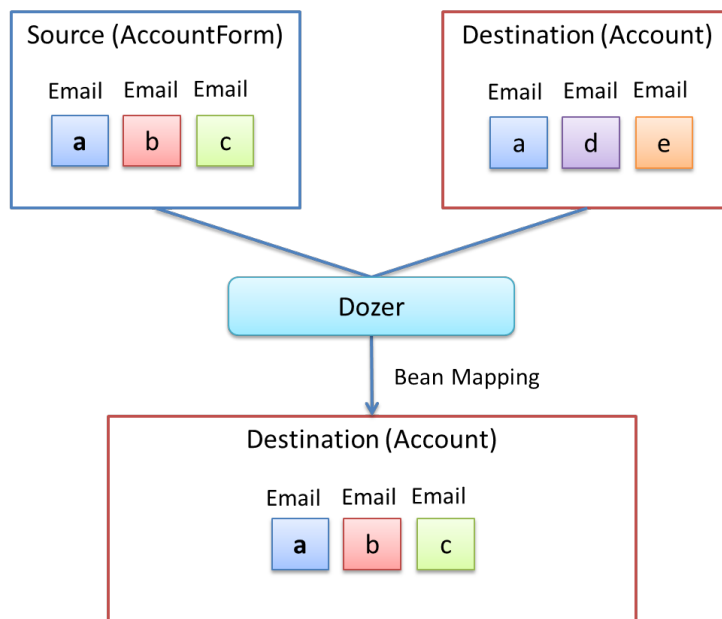 Source (AccountForm)
Email Email Email
a b c
Destination (Account)
Email Email Email
a d e
Dozer
Bean Mapping
Destination (Account)
Email Email Email
a b c